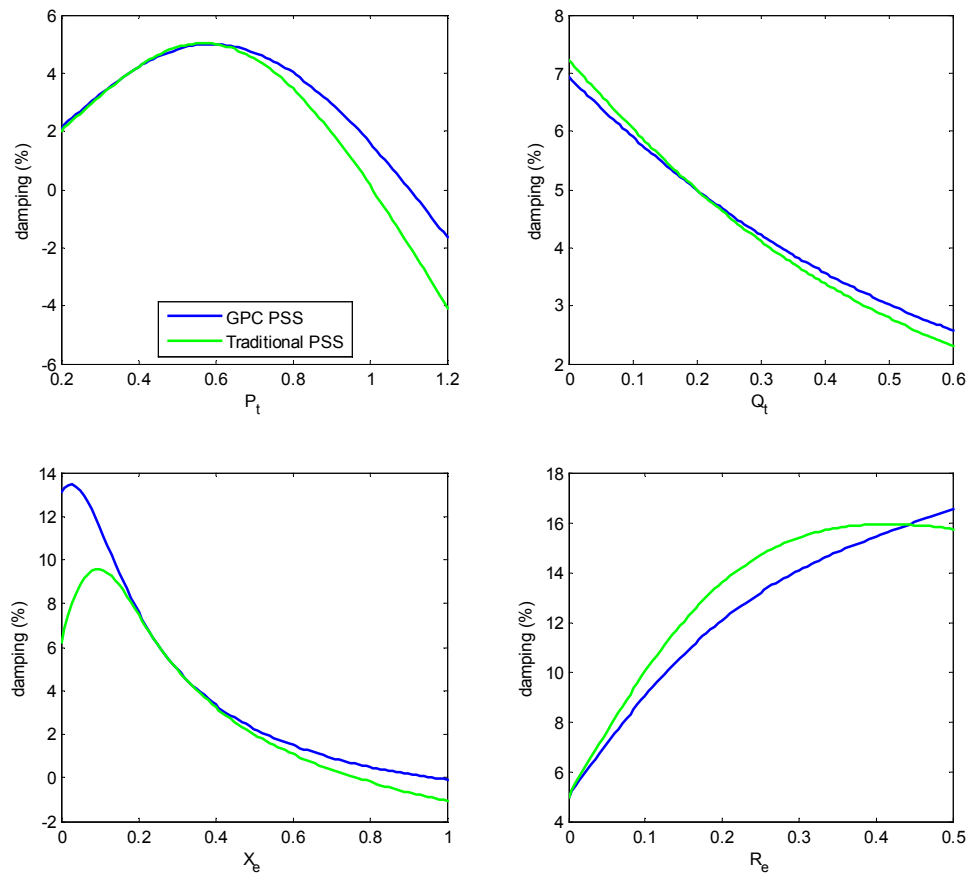 6
4
2
0
-2
-4
-6
damping (%)
GPC PSS
Traditional PSS
0.2 0.4 0.6 0.8 1 1.2
P_t
8
7
6
5
4
3
2
damping (%)
0 0.1 0.2 0.3 0.4 0.5 0.6
Q_t
14
12
10
8
6
4
2
0
-2
damping (%)
0 0.2 0.4 0.6 0.8 1
X_e
18
16
14
12
10
8
6
4
damping (%)
0 0.1 0.2 0.3 0.4 0.5
R_e